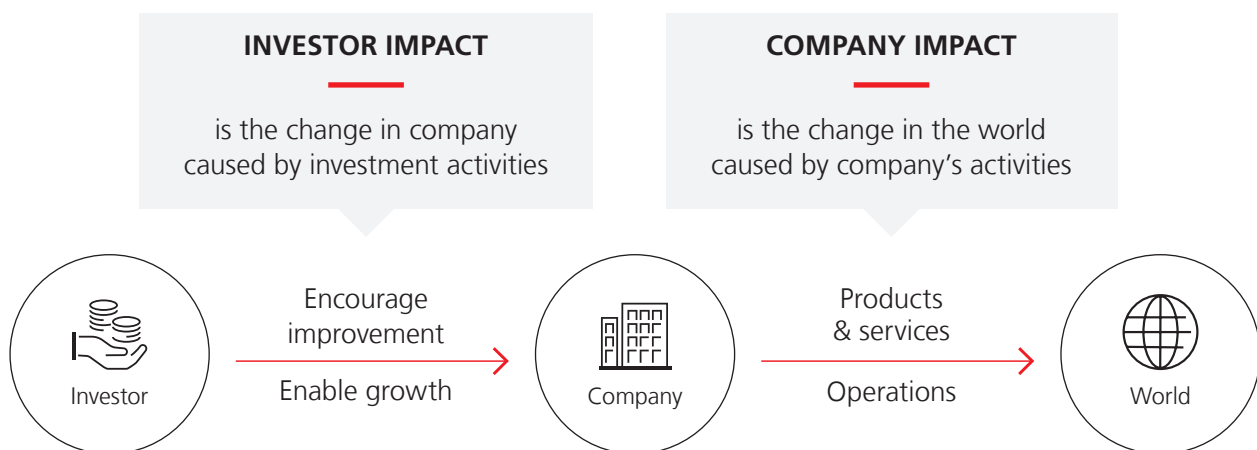 INVESTOR IMPACT
is the change in company
caused by investment activities
COMPANY IMPACT
is the change in the world
caused by company’s activities
Investor
Encourage
improvement
Enable growth
Company
Products
& services
Operations
World